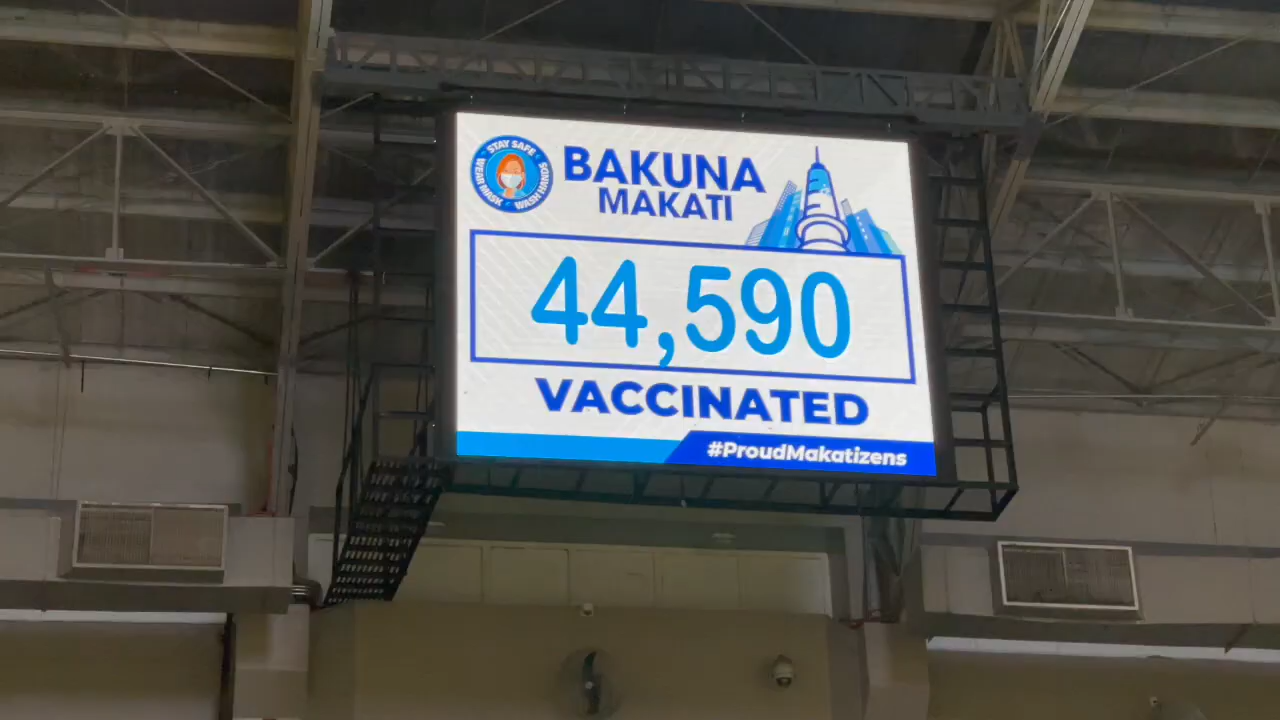 STAY SAFE
WEAR MASK
WASH HANDS
BAKUNA
MAKATI
44,590
VACCINATED
#ProudMakatizens